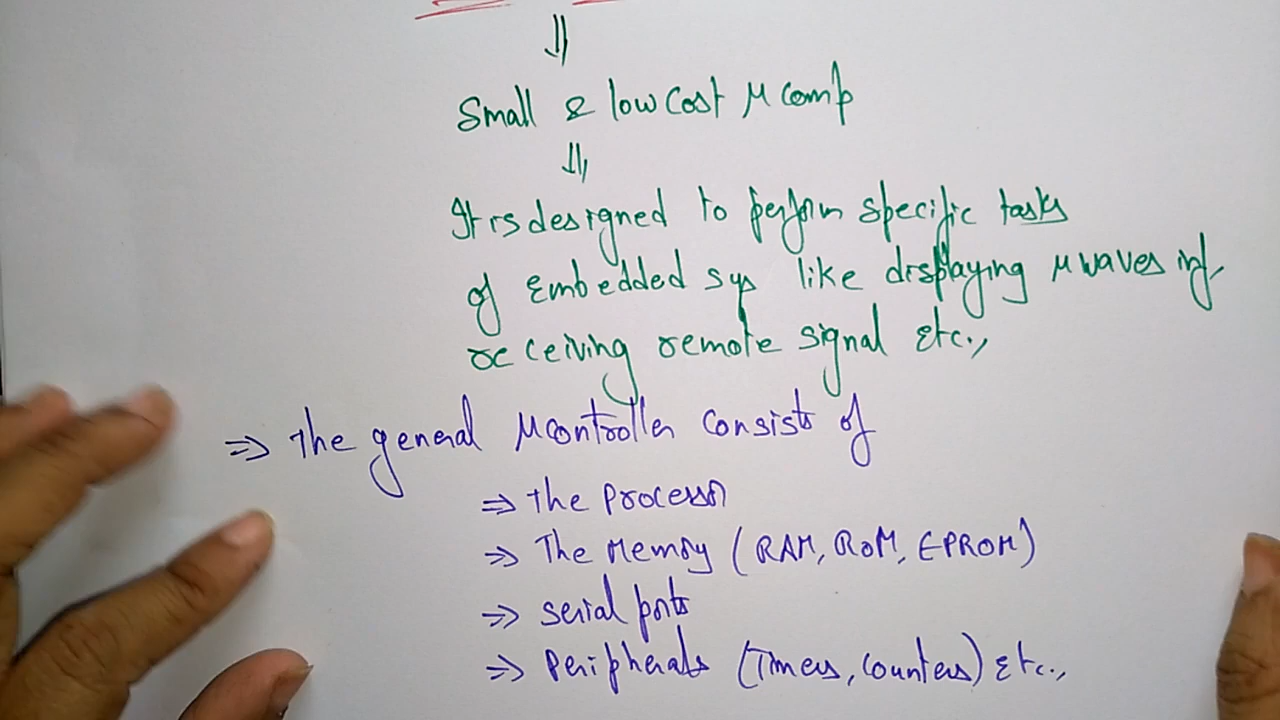 ⇓
Small & low cost μ comp
⇓
It is designed to perform specific tasks
of Embedded sys like displaying μwaves inf.
receiving remote signal Etc.,
⇒ The general μcontroller consists of
⇒ The Processor
⇒ The Memory (RAM, ROM, EPROM)
⇒ serial ports
⇒ Peripherals (Timers, Counters) Etc.,